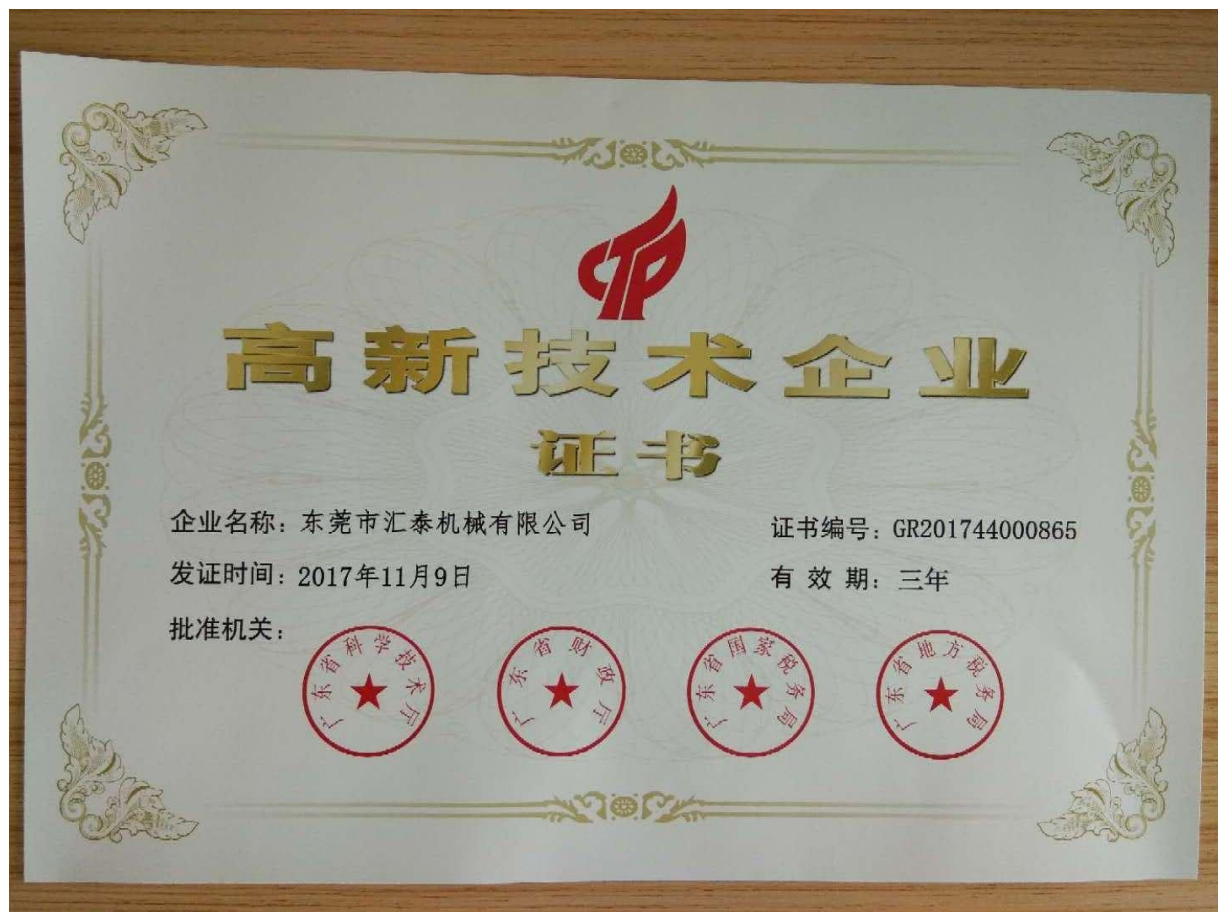 CTP
高新技术企业
证书
企业名称：东莞市汇泰机械有限公司
证书编号：GR201744000865
发证时间：2017年11月9日
有效期：三年
批准机关：
广东省科学技术厅
广东省财政厅
广东省国家税务局
广东省地方税务局